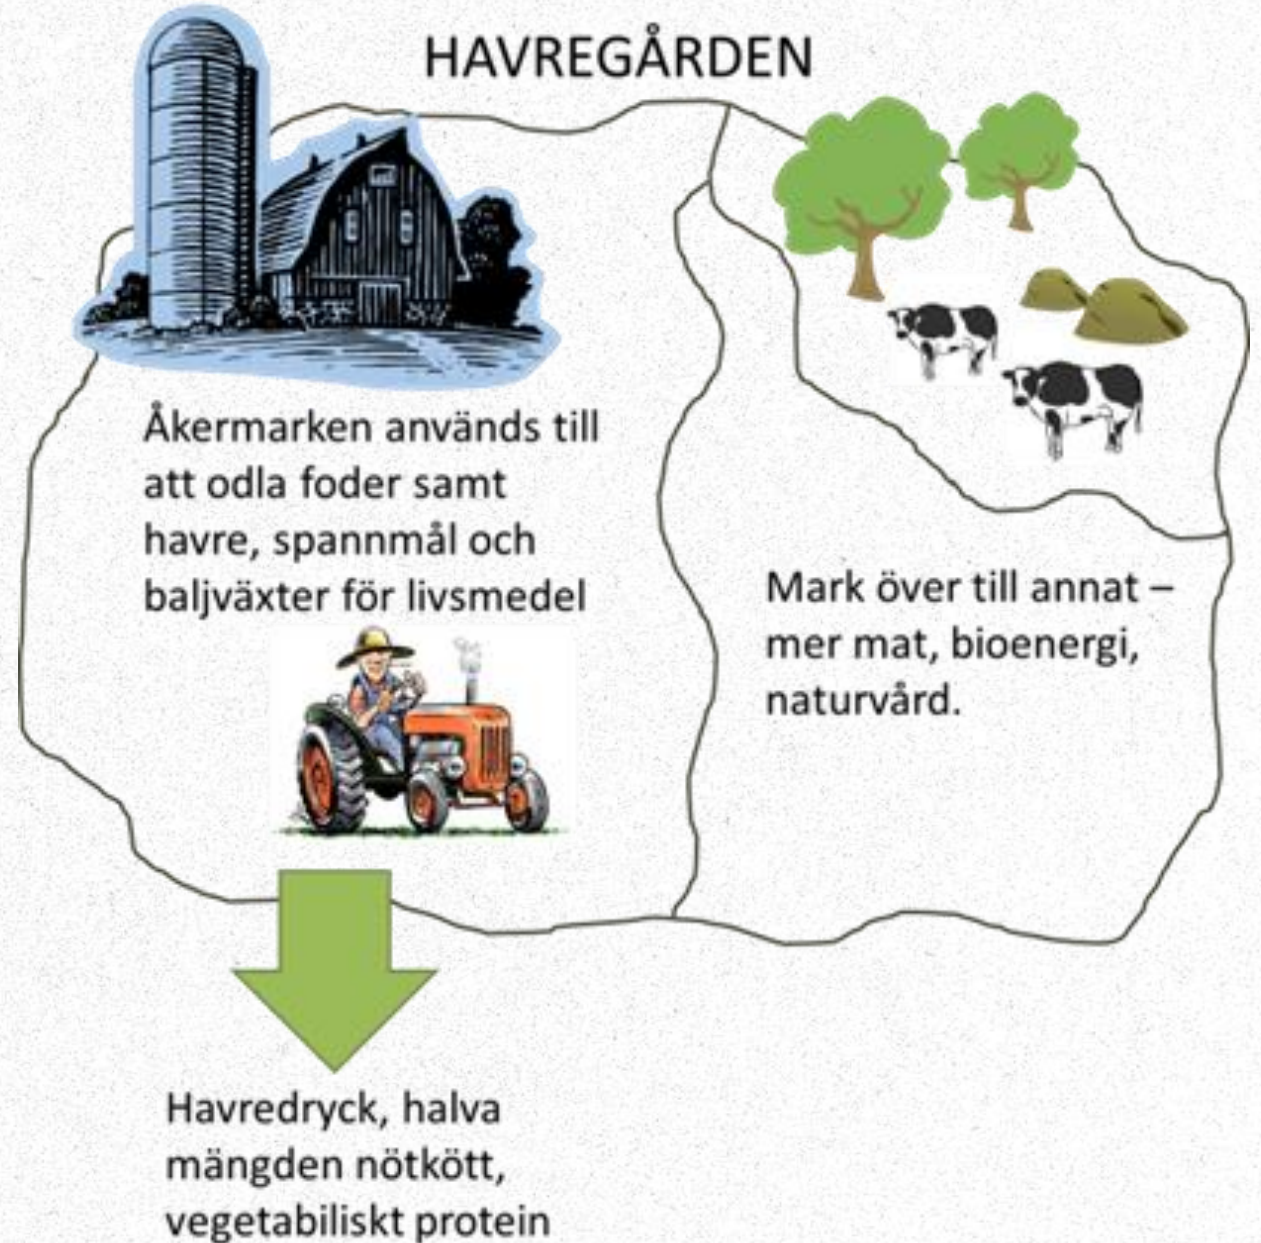 HAVREGÅRDEN
Åkermarken används till
att odla foder samt
havre, spannmål och
baljväxter för livsmedel
Mark över till annat –
mer mat, bioenergi,
naturvård.
Havredryck, halva
mängden nötkött,
vegetabiliskt protein